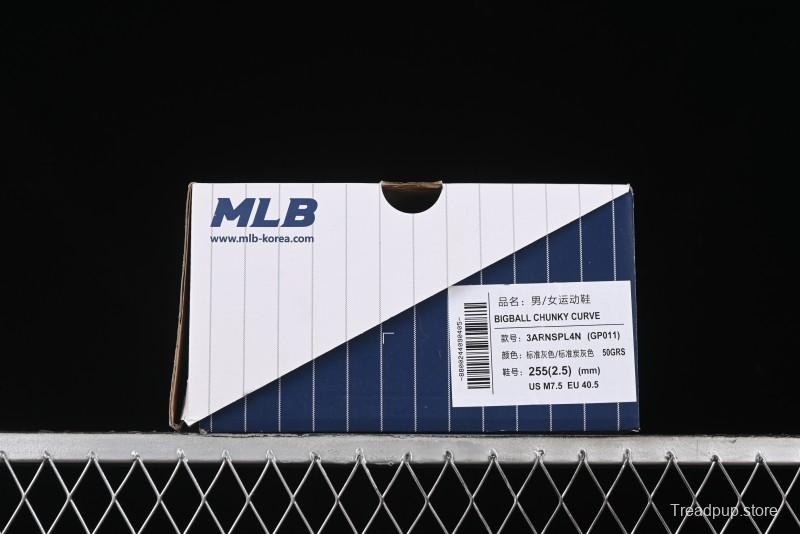 MLB
www.mlb-korea.com
品名：男/女运动鞋
BIGBALL CHUNKY CURVE
款号：3ARNSPL4N (GP011)
颜色：标准灰色/标准炭灰色 50GRS
鞋号：255(2.5) (mm)
US M7.5 EU 40.5
Treadpup.store